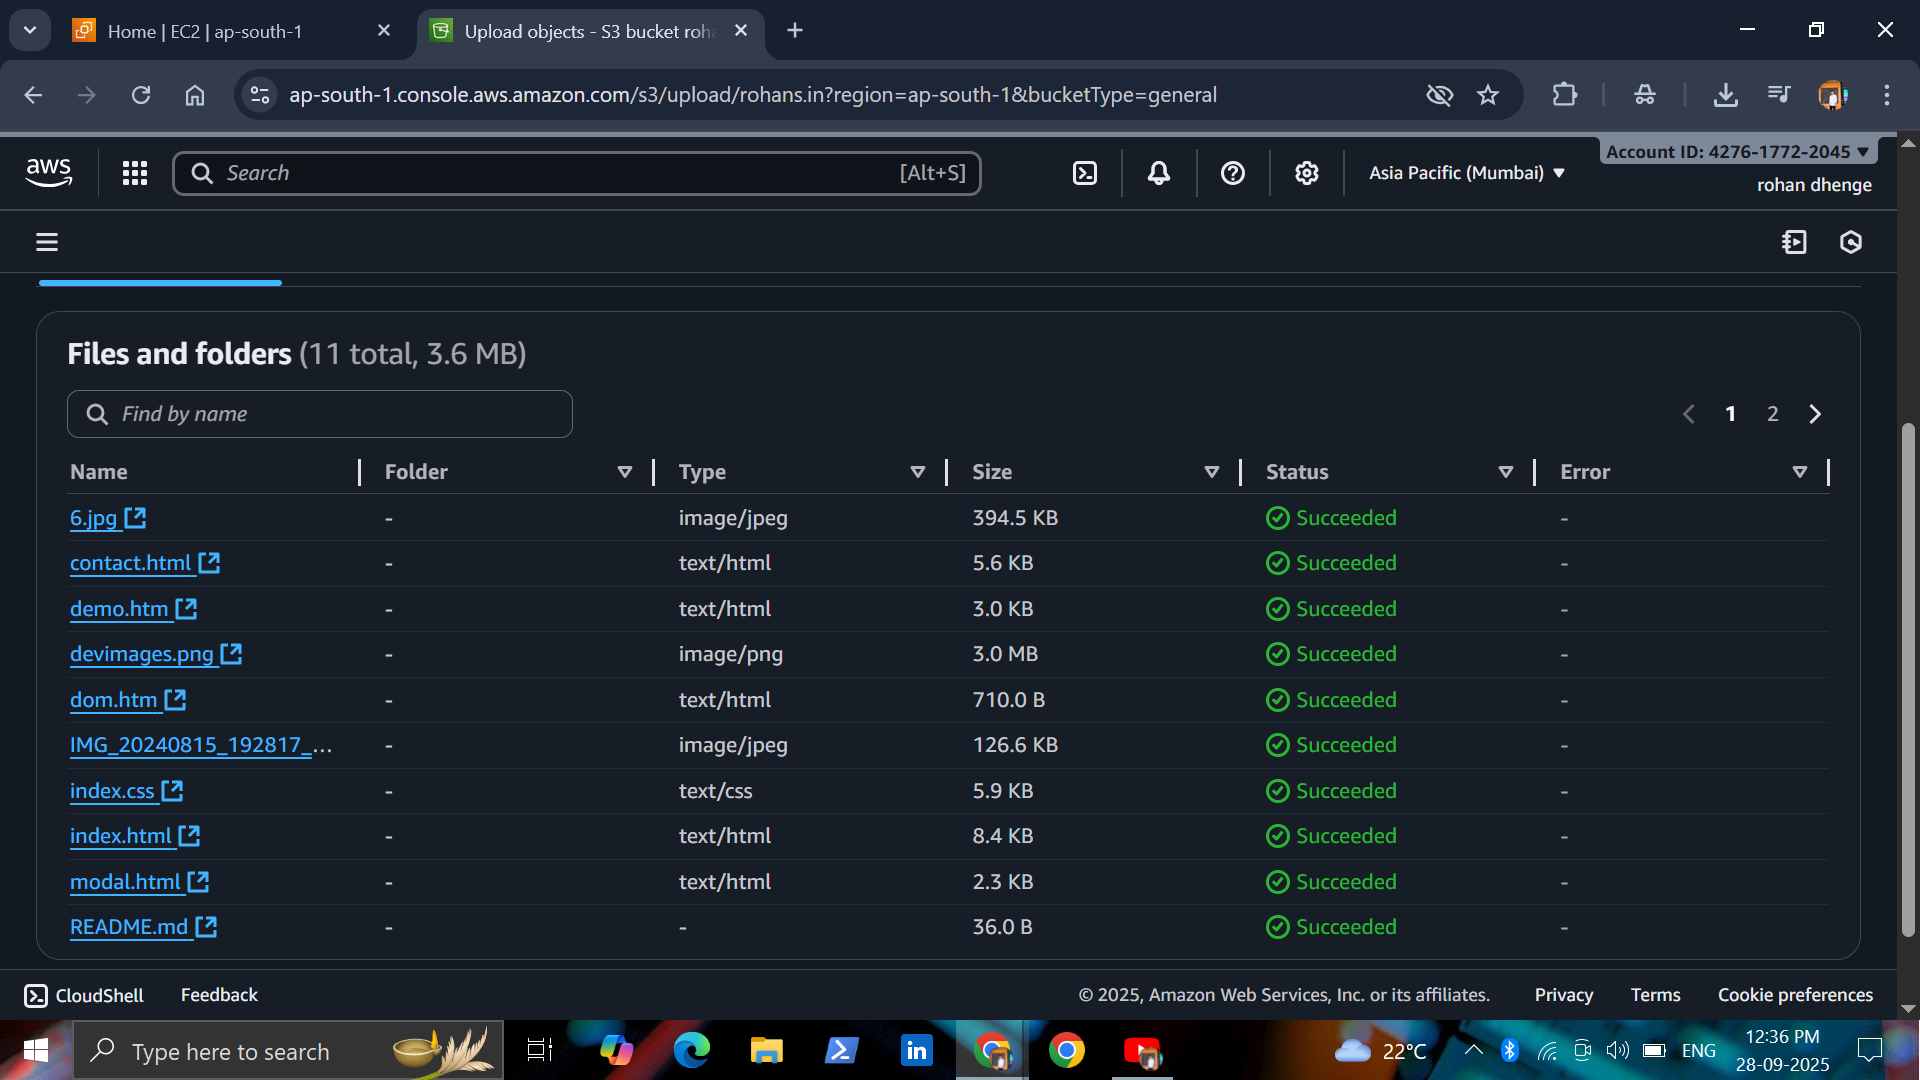 Home | EC2 | ap-south-1
Upload objects - S3 bucket roh
ap-south-1.console.aws.amazon.com/s3/upload/rohans.in?region=ap-south-1&bucketType=general
aws
Search
[Alt+S]
Asia Pacific (Mumbai)
Account ID: 4276-1772-2045
rohan dhenge
Files and folders (11 total, 3.6 MB)
Find by name
1 2
Name Folder Type Size Status Error
6.jpg - image/jpeg 394.5 KB Succeeded -
contact.html - text/html 5.6 KB Succeeded -
demo.htm - text/html 3.0 KB Succeeded -
devimages.png - image/png 3.0 MB Succeeded -
dom.htm - text/html 710.0 B Succeeded -
IMG_20240815_192817_... - image/jpeg 126.6 KB Succeeded -
index.css - text/css 5.9 KB Succeeded -
index.html - text/html 8.4 KB Succeeded -
modal.html - text/html 2.3 KB Succeeded -
README.md - - 36.0 B Succeeded -
CloudShell Feedback © 2025, Amazon Web Services, Inc. or its affiliates. Privacy Terms Cookie preferences
Type here to search
in
22°C
ENG
12:36 PM
28-09-2025